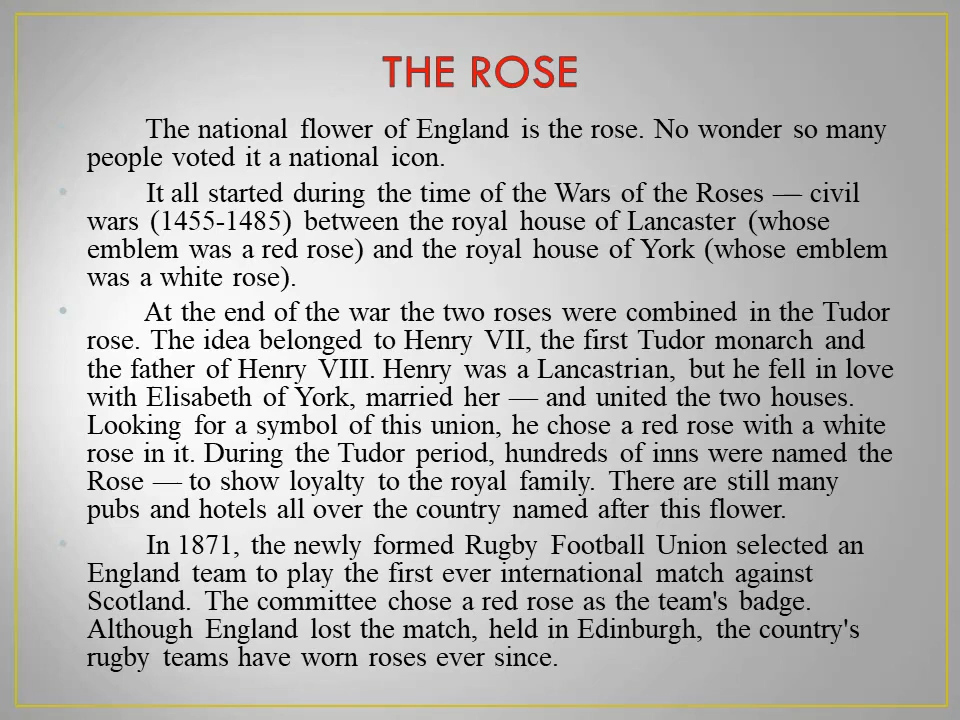 THE ROSE
The national flower of England is the rose. No wonder so many
people voted it a national icon.
• It all started during the time of the Wars of the Roses — civil
wars (1455-1485) between the royal house of Lancaster (whose
emblem was a red rose) and the royal house of York (whose emblem
was a white rose).
• At the end of the war the two roses were combined in the Tudor
rose. The idea belonged to Henry VII, the first Tudor monarch and
the father of Henry VIII. Henry was a Lancastrian, but he fell in love
with Elisabeth of York, married her — and united the two houses.
Looking for a symbol of this union, he chose a red rose with a white
rose in it. During the Tudor period, hundreds of inns were named the
Rose — to show loyalty to the royal family. There are still many
pubs and hotels all over the country named after this flower.
• In 1871, the newly formed Rugby Football Union selected an
England team to play the first ever international match against
Scotland. The committee chose a red rose as the team's badge.
Although England lost the match, held in Edinburgh, the country's
rugby teams have worn roses ever since.